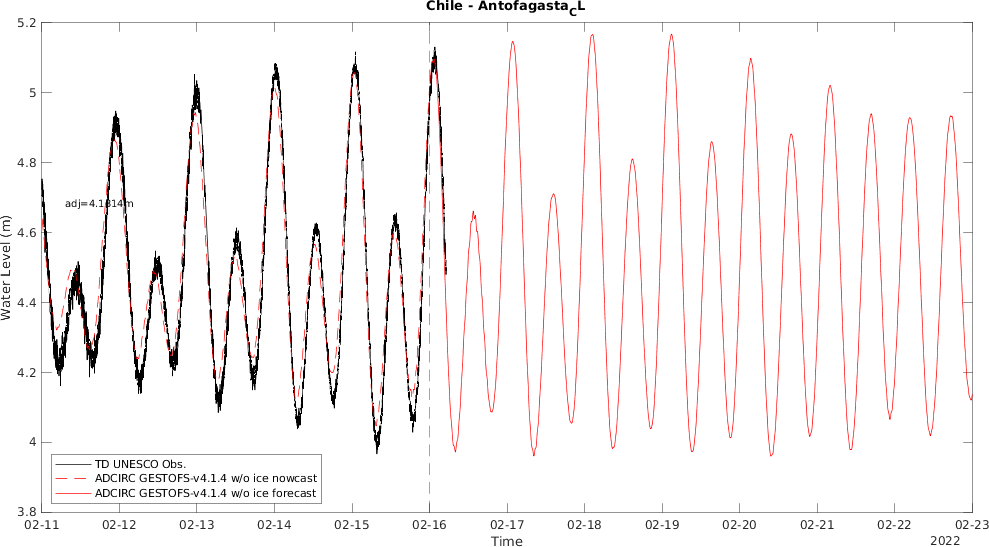 Chile - Antofagasta_CL
5.2
5
4.8
4.6
4.4
4.2
4
3.8
Water Level (m)
adj=4.1814m
TD UNESCO Obs.
ADCIRC GESTOFS-v4.1.4 w/o ice nowcast
ADCIRC GESTOFS-v4.1.4 w/o ice forecast
02-11 02-12 02-13 02-14 02-15 02-16 02-17 02-18 02-19 02-20 02-21 02-22 02-23
Time
2022